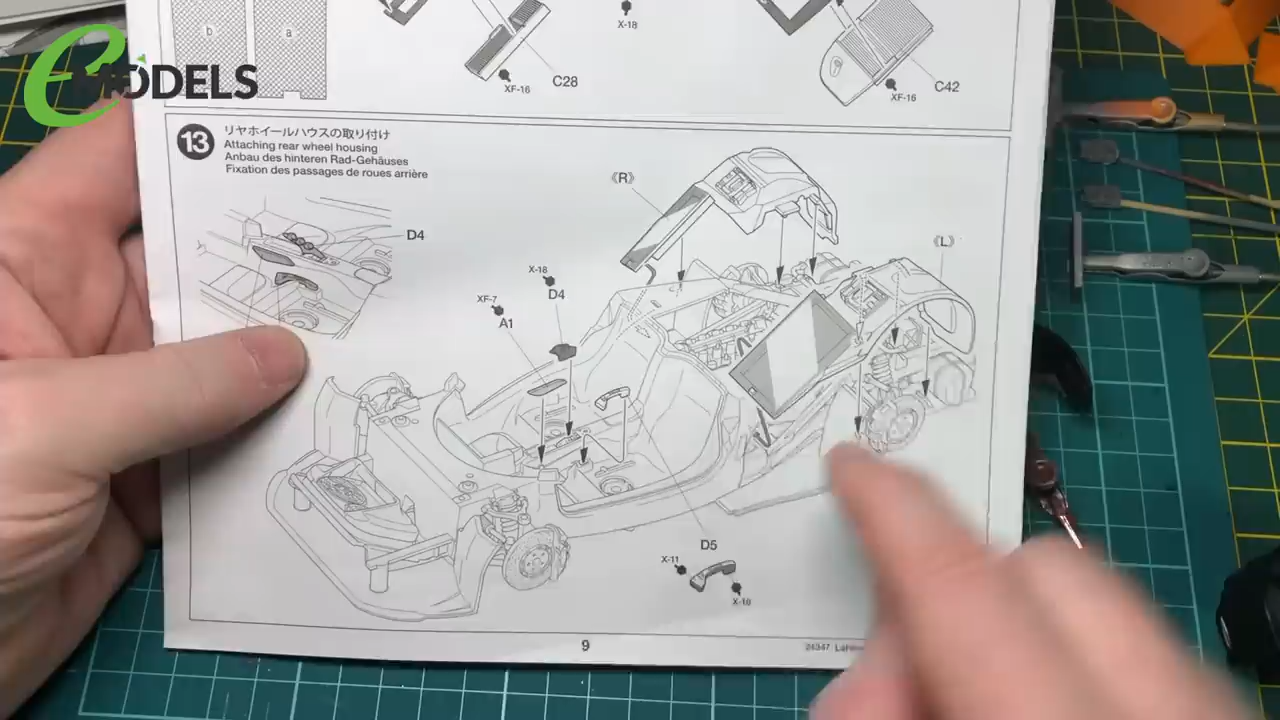 b
a
C28
XF-16
X-18
C42
XF-16
eMODELS
13
リヤホイールハウスの取り付け
Attaching rear wheel housing
Anbau des hinteren Rad-Gehäuses
Fixation des passages de roues arrière
D4
《R》
《L》
X-18
D4
XF-7
A1
D5
X-11
X-18
9
24347